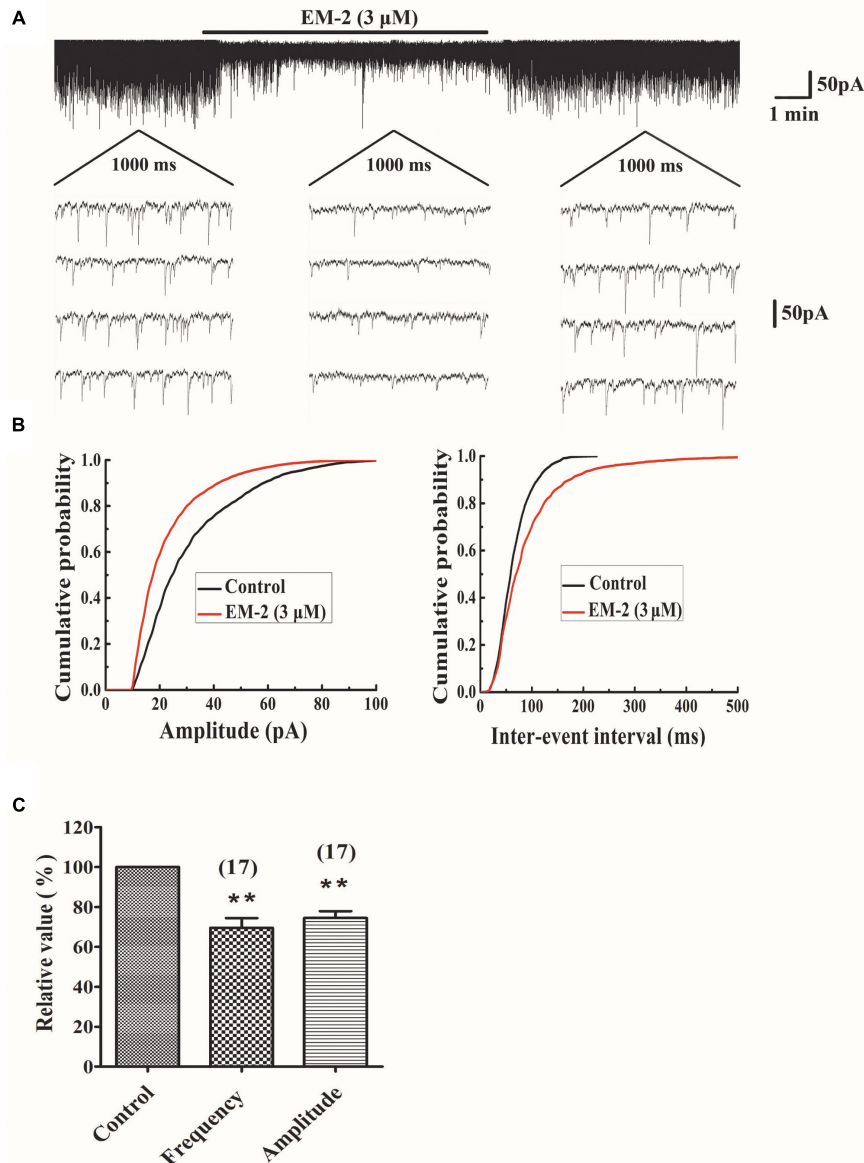 A
EM-2 (3 µM)
50pA
1 min
1000 ms
1000 ms
1000 ms
50pA
B
Cumulative probability
1.0
0.8
0.6
0.4
0.2
0.0
Control
EM-2 (3 µM)
0 20 40 60 80 100
Amplitude (pA)
Cumulative probability
1.0
0.8
0.6
0.4
0.2
0.0
Control
EM-2 (3 µM)
0 100 200 300 400 500
Inter-event interval (ms)
C
Relative value ( % )
120
100
80
60
40
20
0
(17)
**
(17)
**
Control
Frequency
Amplitude